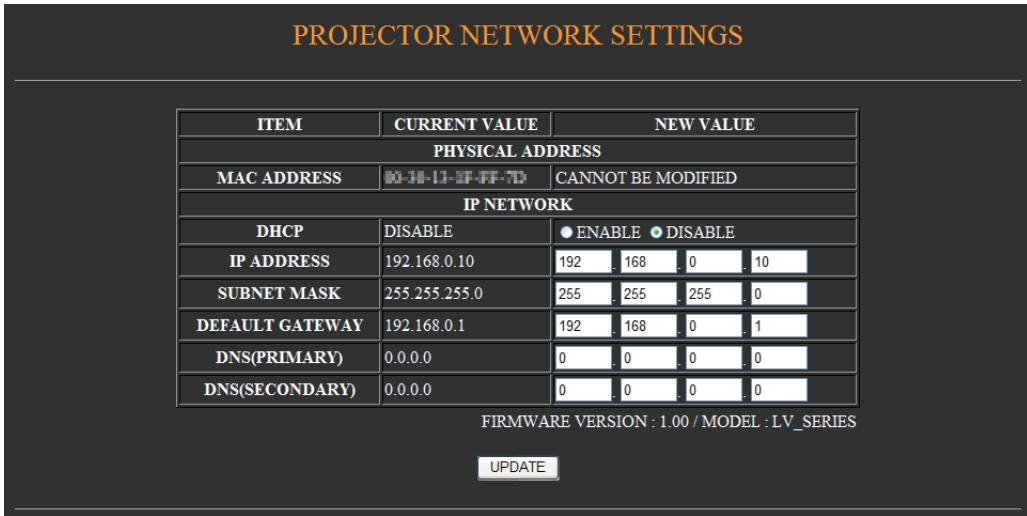 PROJECTOR NETWORK SETTINGS
ITEM CURRENT VALUE NEW VALUE
PHYSICAL ADDRESS
MAC ADDRESS CANNOT BE MODIFIED
IP NETWORK
DHCP DISABLE ENABLE DISABLE
IP ADDRESS 192.168.0.10 192 . 168 . 0 . 10
SUBNET MASK 255.255.255.0 255 . 255 . 255 . 0
DEFAULT GATEWAY 192.168.0.1 192 . 168 . 0 . 1
DNS(PRIMARY) 0.0.0.0 0 . 0 . 0 . 0
DNS(SECONDARY) 0.0.0.0 0 . 0 . 0 . 0
FIRMWARE VERSION : 1.00 / MODEL : LV_SERIES
UPDATE